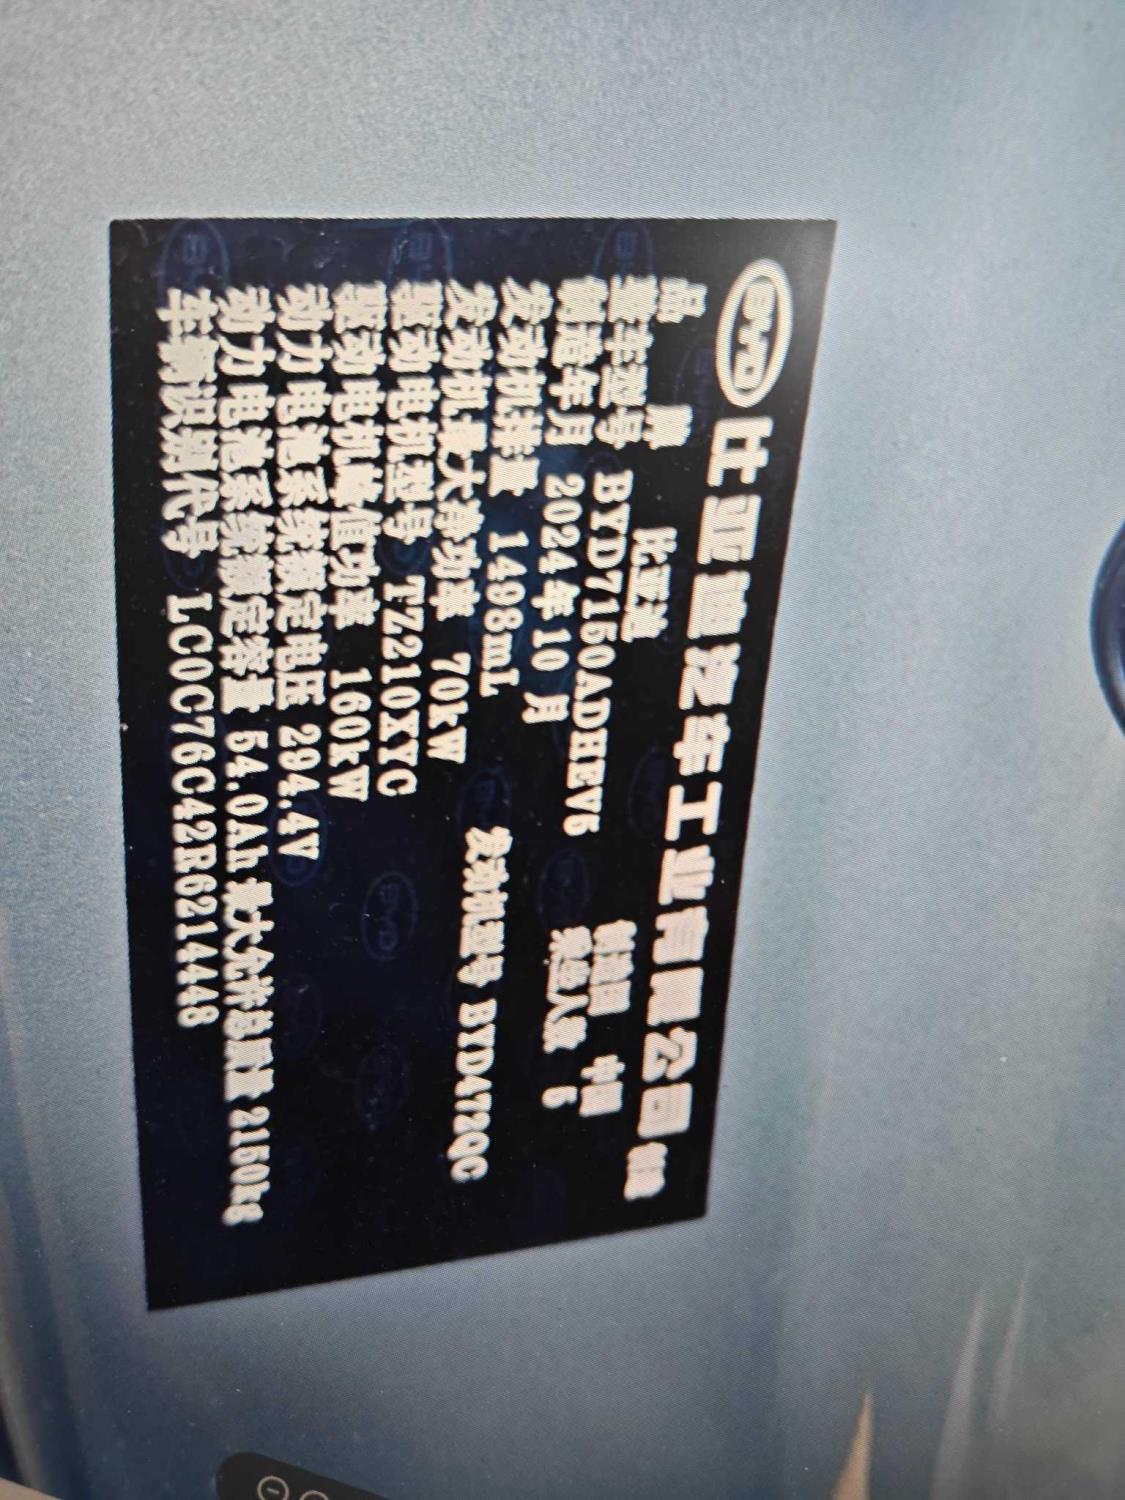 BYD 比亚迪汽车工业有限公司 制造
品牌 比亚迪 制造国 中国
整车型号 BYD7150ADHEV6 乘坐人数 5
制造年月 2024年10月
发动机排量 1498mL 发动机型号 BYD472QC
发动机最大净功率 70kW
驱动电机型号 TZ210XYC
驱动电机峰值功率 160kW
动力电池系统额定电压 294.4V
动力电池系统额定容量 54.0Ah 最大允许总质量 2150kg
车辆识别代号 LC0C76C42R6214448